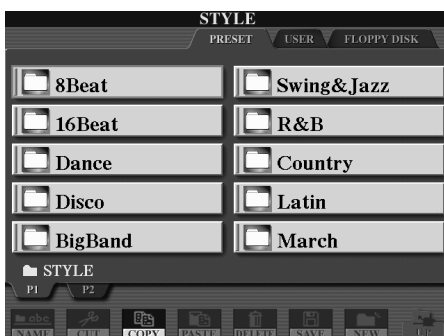 STYLE
PRESET USER FLOPPY DISK
8Beat Swing&Jazz
16Beat R&B
Dance Country
Disco Latin
BigBand March
STYLE
P1 P2
NAME CUT COPY PASTE DELETE SAVE NEW UP